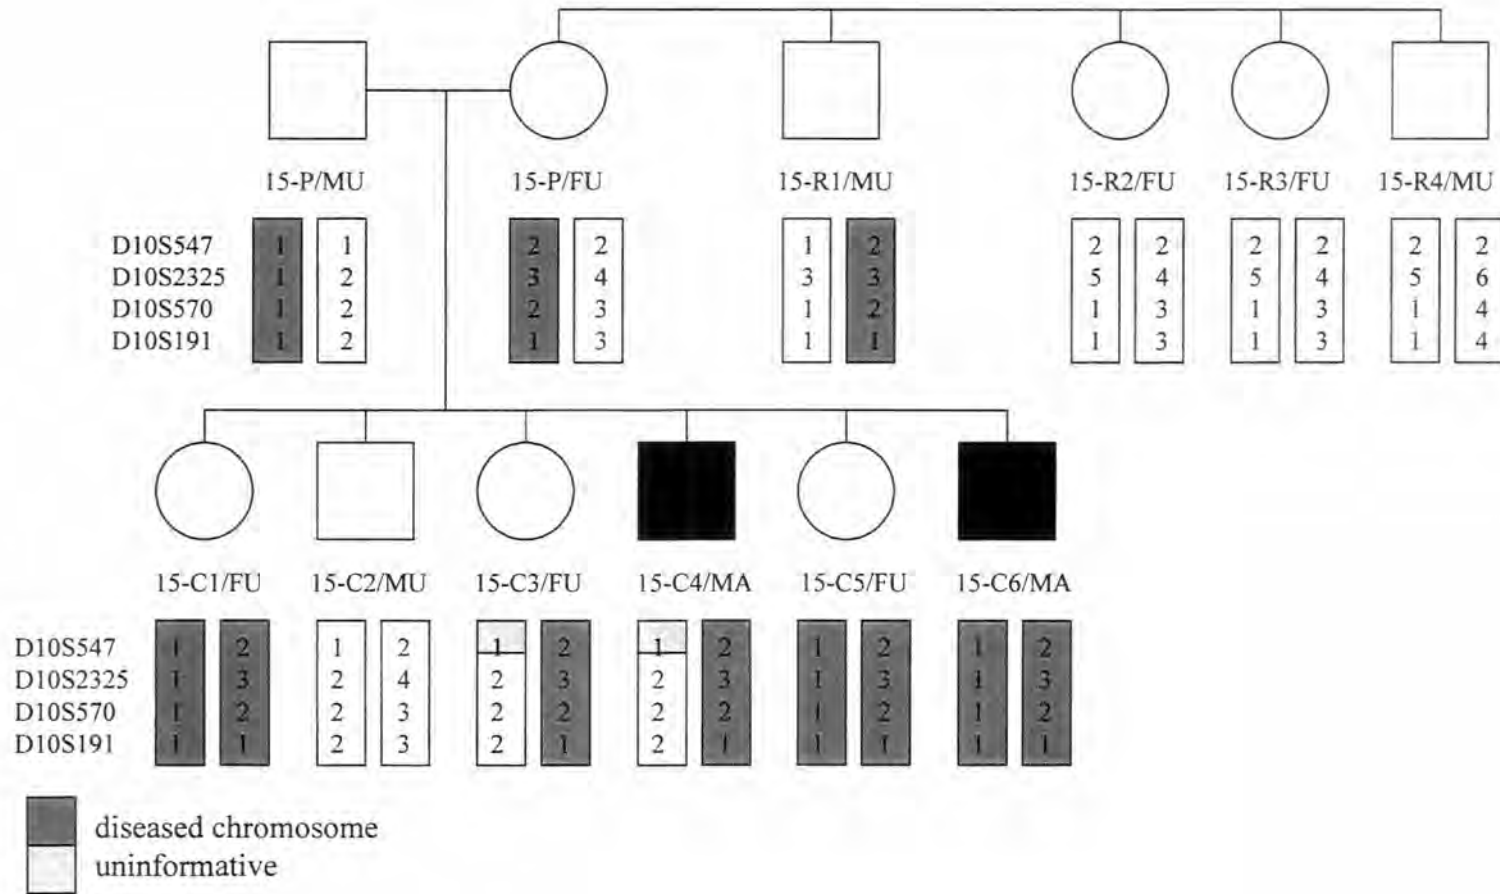 15-P/MU 15-P/FU 15-R1/MU 15-R2/FU 15-R3/FU 15-R4/MU
D10S547 1 1 2 2 1 2 2 2 2 2 2 2
D10S2325 1 2 3 4 3 3 5 4 5 4 5 6
D10S570 1 2 2 3 1 2 1 3 1 3 1 4
D10S191 1 2 1 3 1 1 1 3 1 3 1 4
15-C1/FU 15-C2/MU 15-C3/FU 15-C4/MA 15-C5/FU 15-C6/MA
D10S547 1 2 1 2 1 2 1 2 1 2 1 2
D10S2325 1 3 2 4 2 3 2 3 1 3 1 3
D10S570 1 2 2 3 2 2 2 2 1 2 1 2
D10S191 1 1 2 3 2 1 2 1 1 1 1 1
diseased chromosome
uninformative